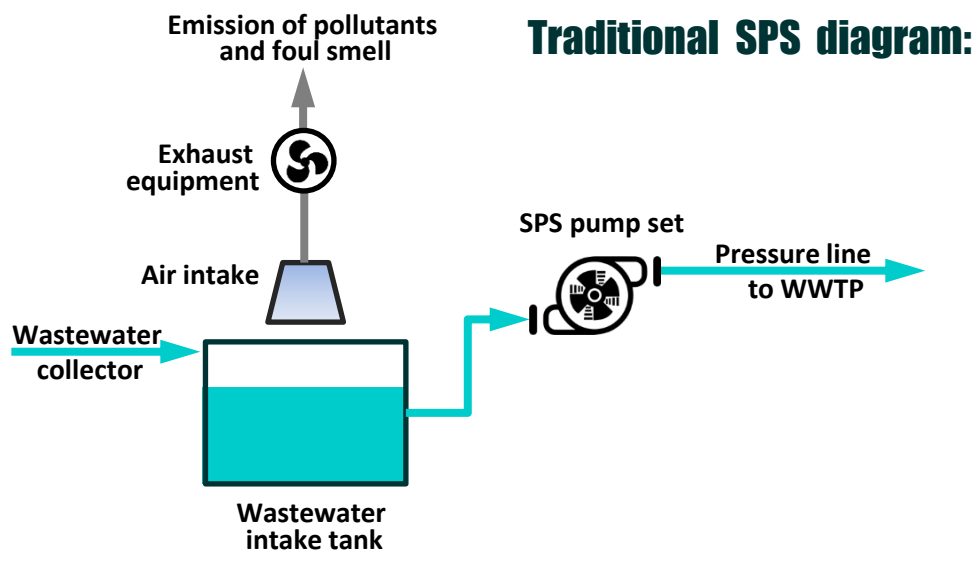 Traditional SPS diagram:
Emission of pollutants
and foul smell
Exhaust
equipment
Air intake
SPS pump set
Pressure line
to WWTP
Wastewater
collector
Wastewater
intake tank